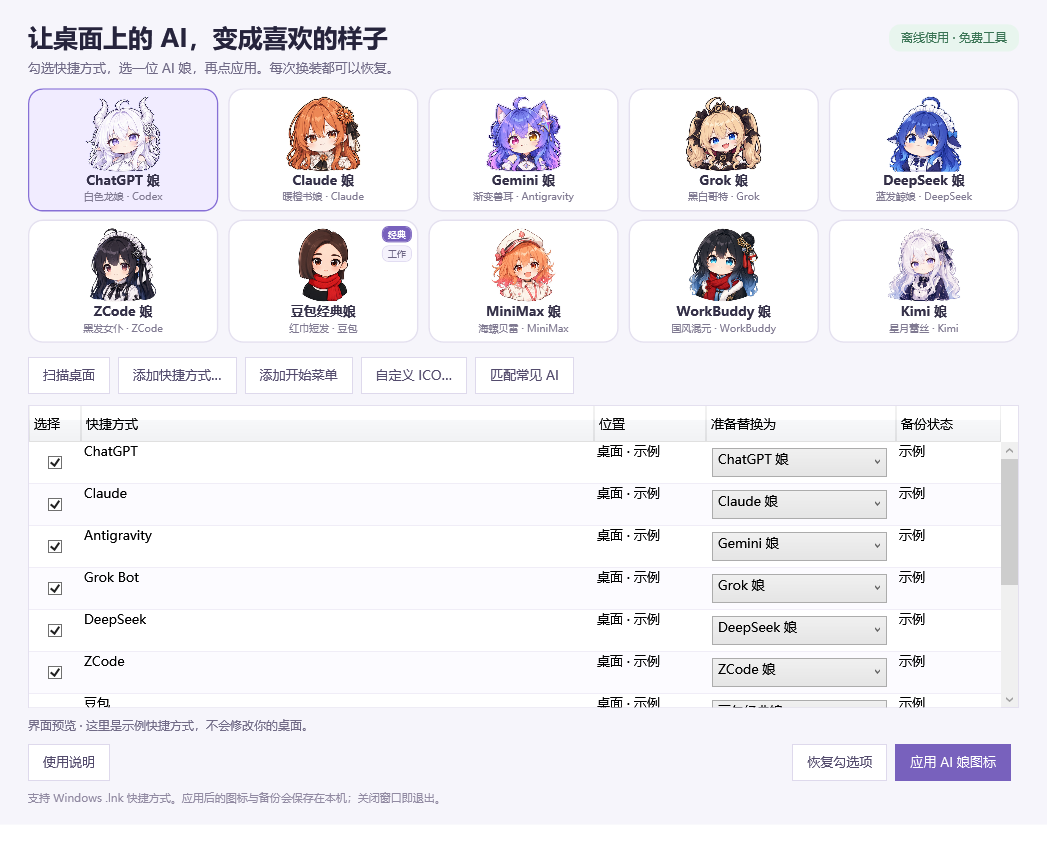 让桌面上的 AI，变成喜欢的样子
离线使用 · 免费工具
勾选快捷方式，选一位 AI 娘，再点应用。每次换装都可以恢复。
ChatGPT 娘
白色龙娘 · Codex
Claude 娘
暖橙书娘 · Claude
Gemini 娘
渐变兽耳 · Antigravity
Grok 娘
黑白哥特 · Grok
DeepSeek 娘
蓝发鲸娘 · DeepSeek
ZCode 娘
黑发女仆 · ZCode
经典
工作
豆包经典娘
红巾短发 · 豆包
MiniMax 娘
海螺贝雷 · MiniMax
WorkBuddy 娘
国风混元 · WorkBuddy
Kimi 娘
星月蕾丝 · Kimi
扫描桌面 添加快捷方式... 添加开始菜单 自定义 ICO... 匹配常见 AI
选择 快捷方式 位置 准备替换为 备份状态
ChatGPT 桌面 · 示例 ChatGPT 娘 示例
Claude 桌面 · 示例 Claude 娘 示例
Antigravity 桌面 · 示例 Gemini 娘 示例
Grok Bot 桌面 · 示例 Grok 娘 示例
DeepSeek 桌面 · 示例 DeepSeek 娘 示例
ZCode 桌面 · 示例 ZCode 娘 示例
豆包 桌面 · 示例 豆包经典娘 示例
界面预览 · 这里是示例快捷方式，不会修改你的桌面。
使用说明 恢复勾选项 应用 AI 娘图标
支持 Windows .lnk 快捷方式。应用后的图标与备份会保存在本机；关闭窗口即退出。